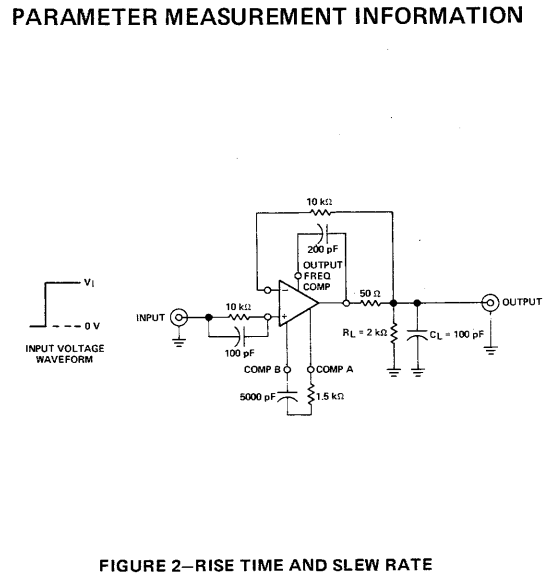 PARAMETER MEASUREMENT INFORMATION
10 kΩ
200 pF
OUTPUT
FREQ
COMP
VI
0 V
INPUT VOLTAGE
WAVEFORM
INPUT
10 kΩ
100 pF
−
+
50 Ω
OUTPUT
RL = 2 kΩ
CL = 100 pF
COMP B
COMP A
5000 pF
1.5 kΩ
FIGURE 2—RISE TIME AND SLEW RATE